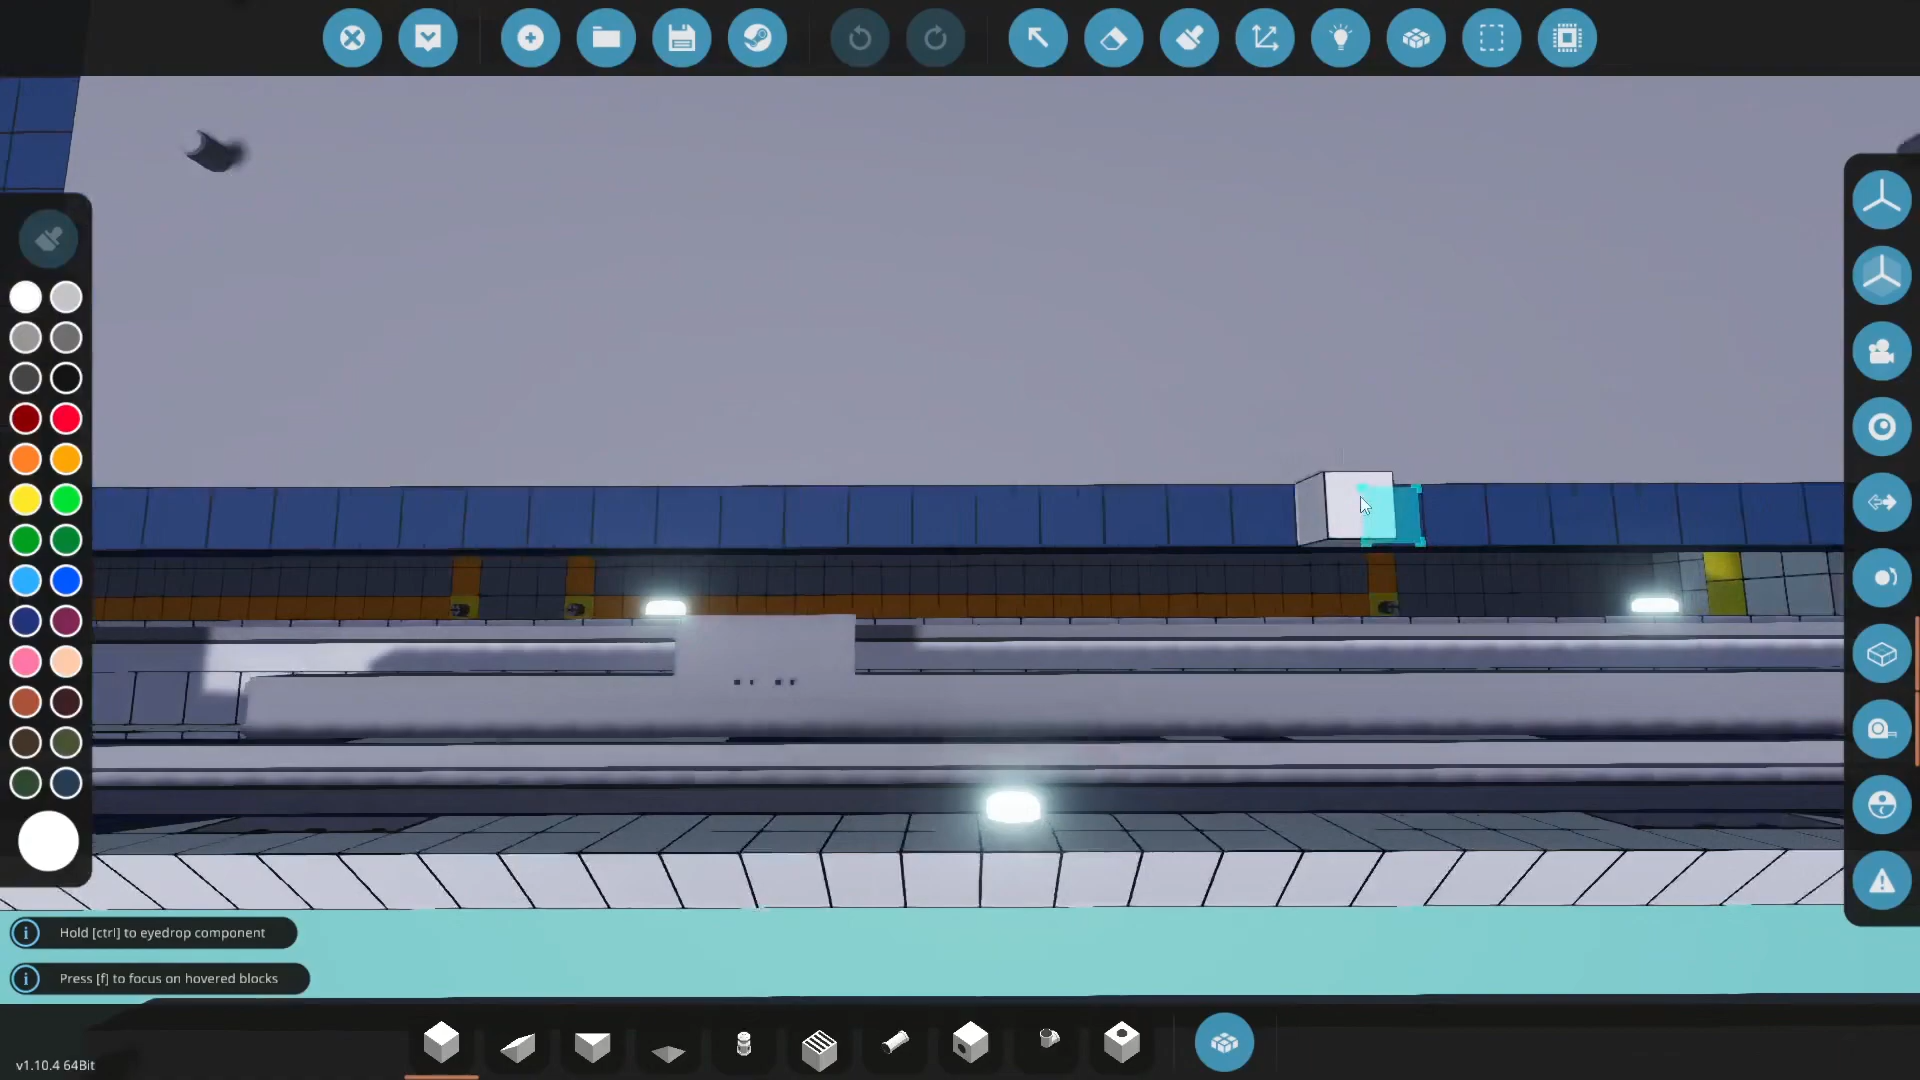 Hold [ctrl] to eyedrop component
Press [f] to focus on hovered blocks
v1.10.4 64Bit